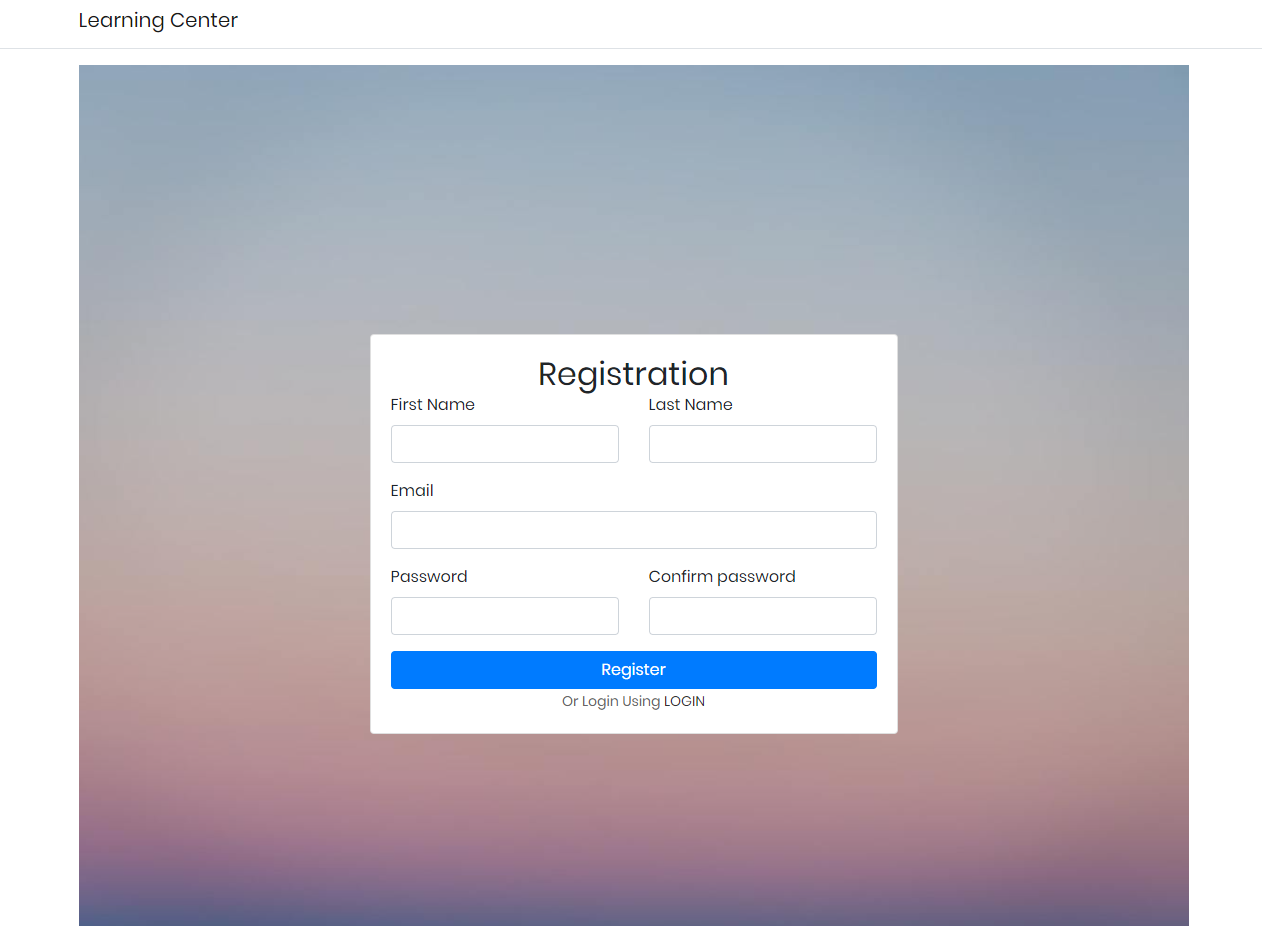 Learning Center
Registration
First Name Last Name
Email
Password Confirm password
Register
Or Login Using LOGIN